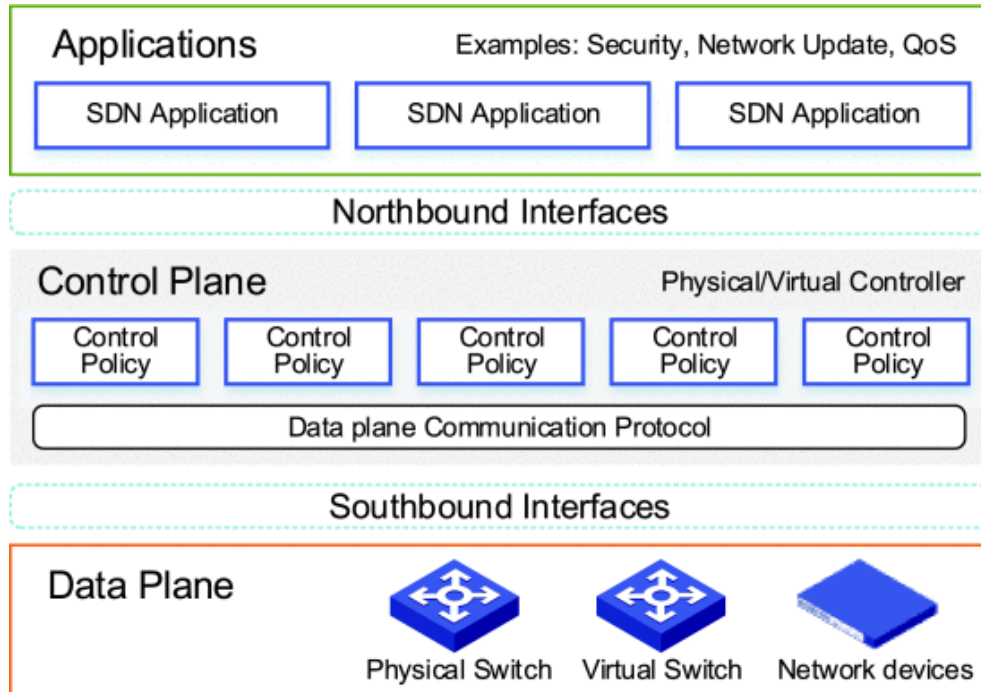 Applications
Examples: Security, Network Update, QoS
SDN Application
SDN Application
SDN Application
Northbound Interfaces
Control Plane
Physical/Virtual Controller
Control
Policy
Control
Policy
Control
Policy
Control
Policy
Control
Policy
Data plane Communication Protocol
Southbound Interfaces
Data Plane
Physical Switch
Virtual Switch
Network devices